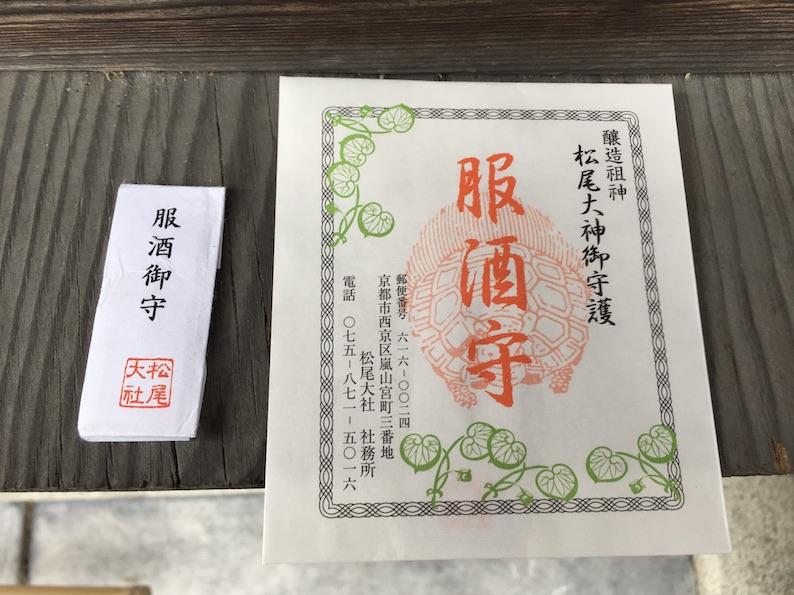 服酒御守
松尾
大社
醸造祖神
松尾大神御守護
服酒守
郵便番号 六一六－〇〇二四
京都市西京区嵐山宮町三番地
松尾大社 社務所
電話 〇七五－八七一－五〇一六